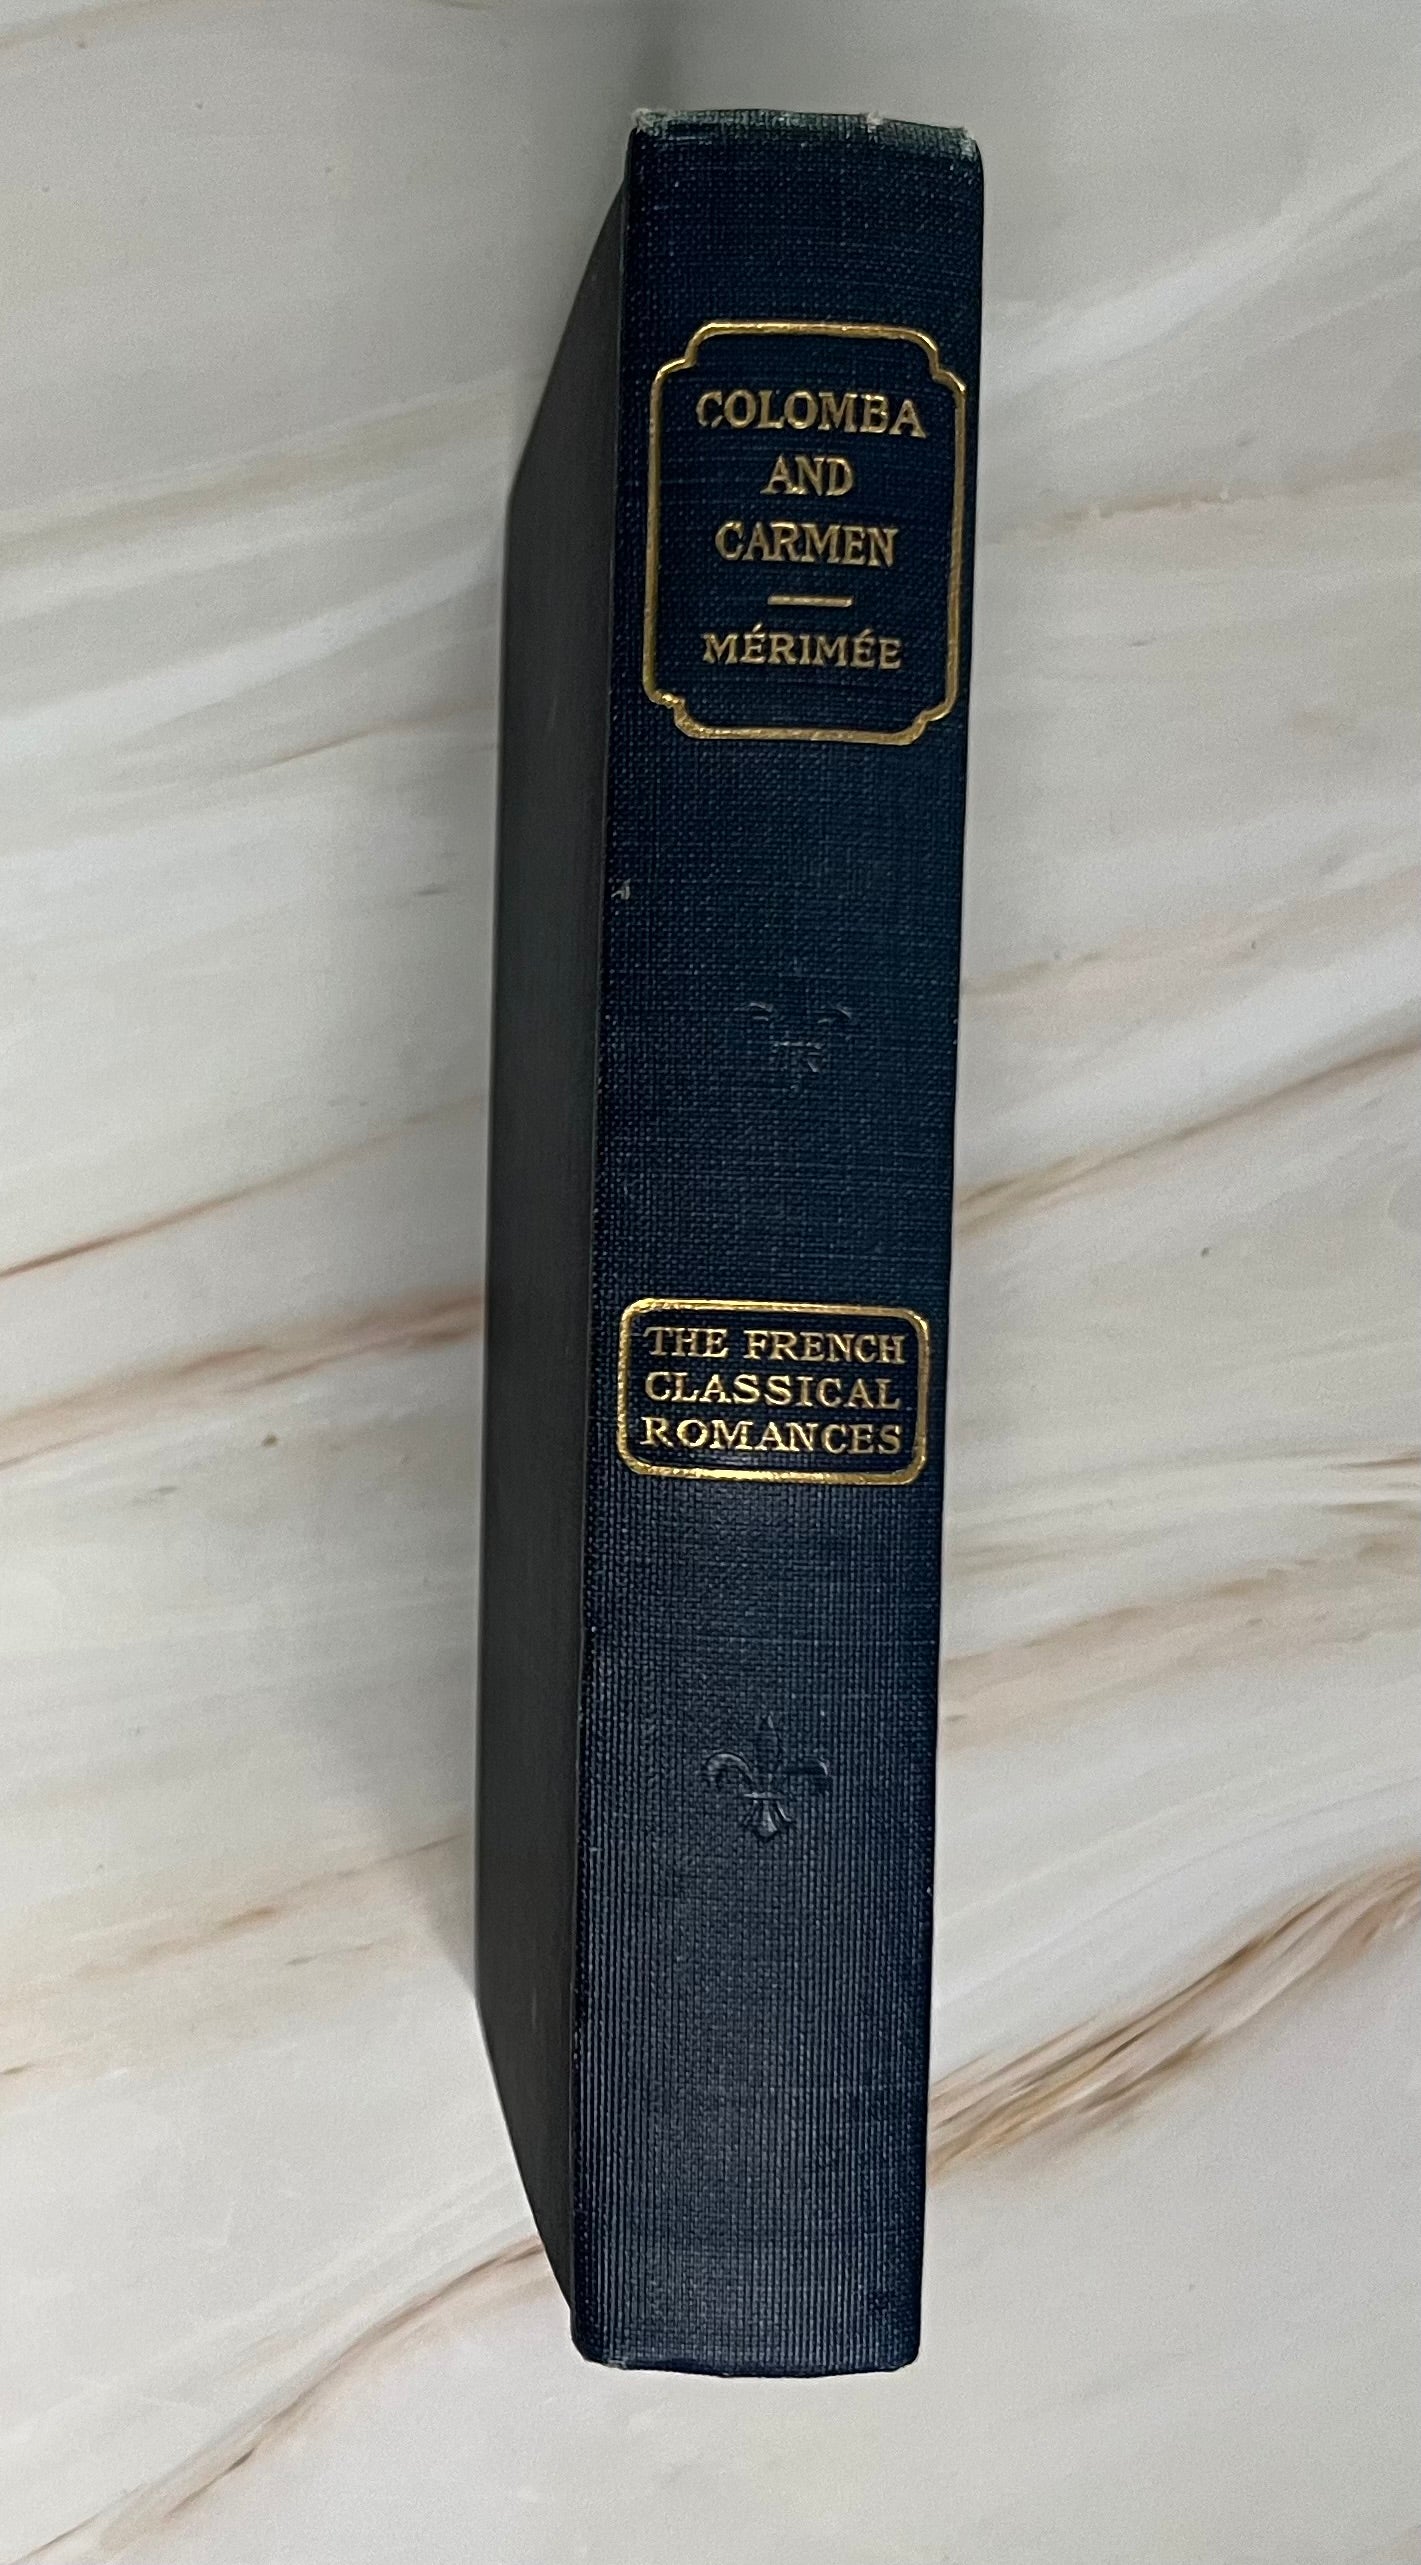 COLOMBA
AND
CARMEN
MÉRIMÉE
THE FRENCH
CLASSICAL
ROMANCES